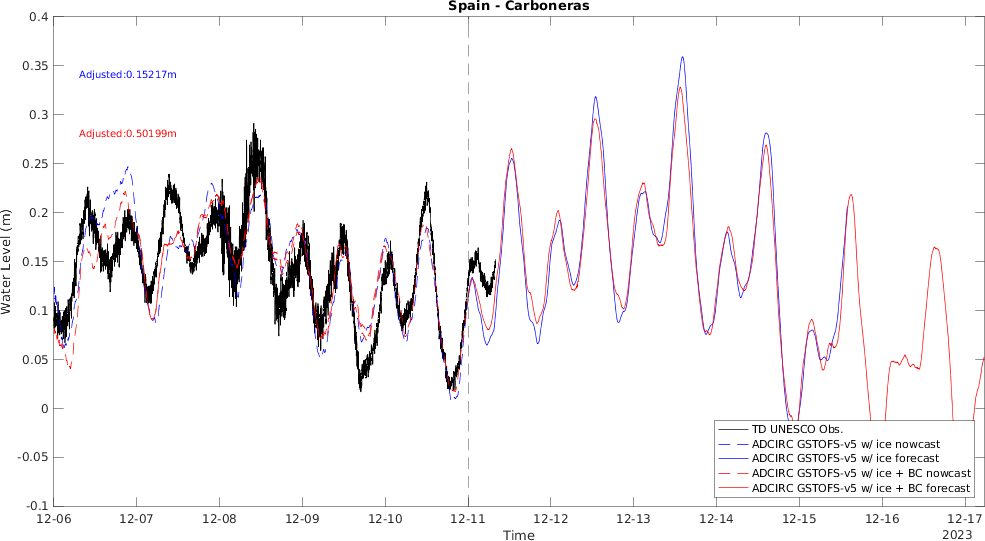 Spain - Carboneras
0.4
0.35
0.3
0.25
0.2
0.15
0.1
0.05
0
-0.05
-0.1
Water Level (m)
Adjusted:0.15217m
Adjusted:0.50199m
TD UNESCO Obs.
ADCIRC GSTOFS-v5 w/ ice nowcast
ADCIRC GSTOFS-v5 w/ ice forecast
ADCIRC GSTOFS-v5 w/ ice + BC nowcast
ADCIRC GSTOFS-v5 w/ ice + BC forecast
12-06 12-07 12-08 12-09 12-10 12-11 12-12 12-13 12-14 12-15 12-16 12-17
Time
2023